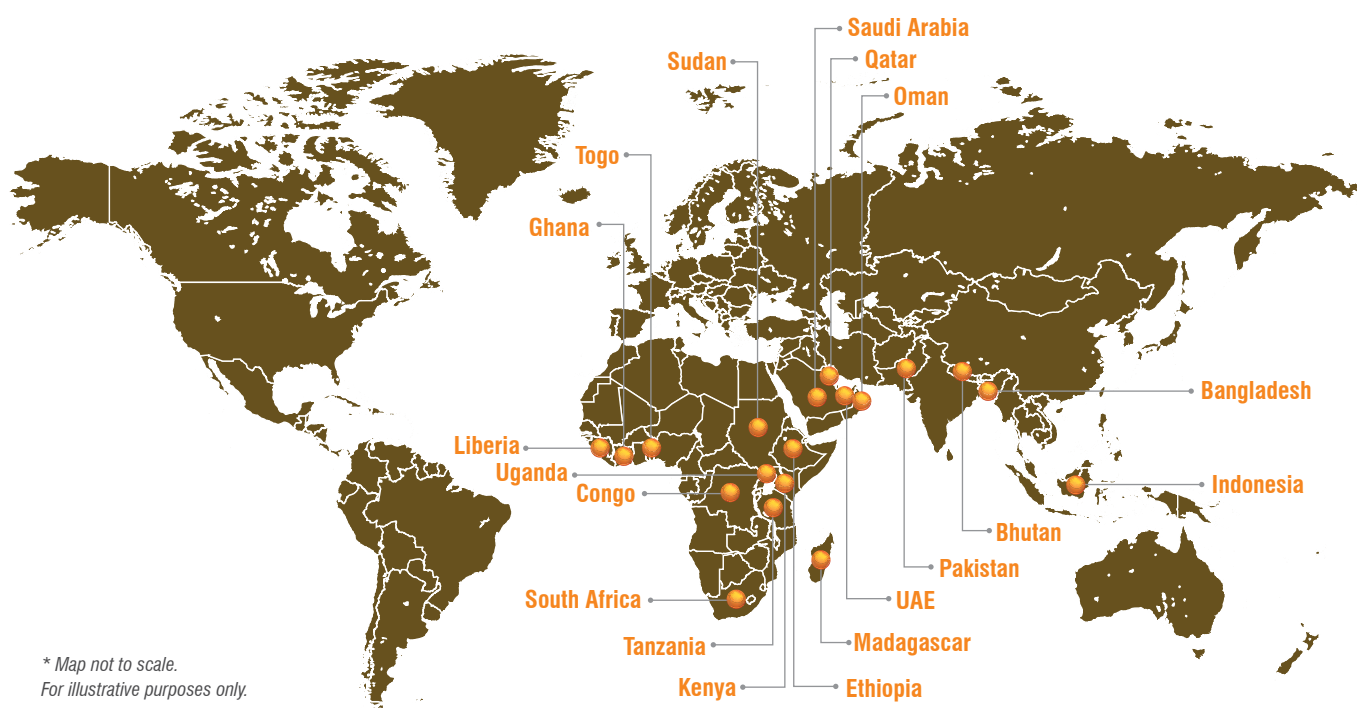 Saudi Arabia
Sudan
Qatar
Oman
Togo
Ghana
Bangladesh
Liberia
Uganda
Indonesia
Congo
Bhutan
Pakistan
South Africa
UAE
Tanzania
Madagascar
Kenya
Ethiopia
* Map not to scale.
For illustrative purposes only.